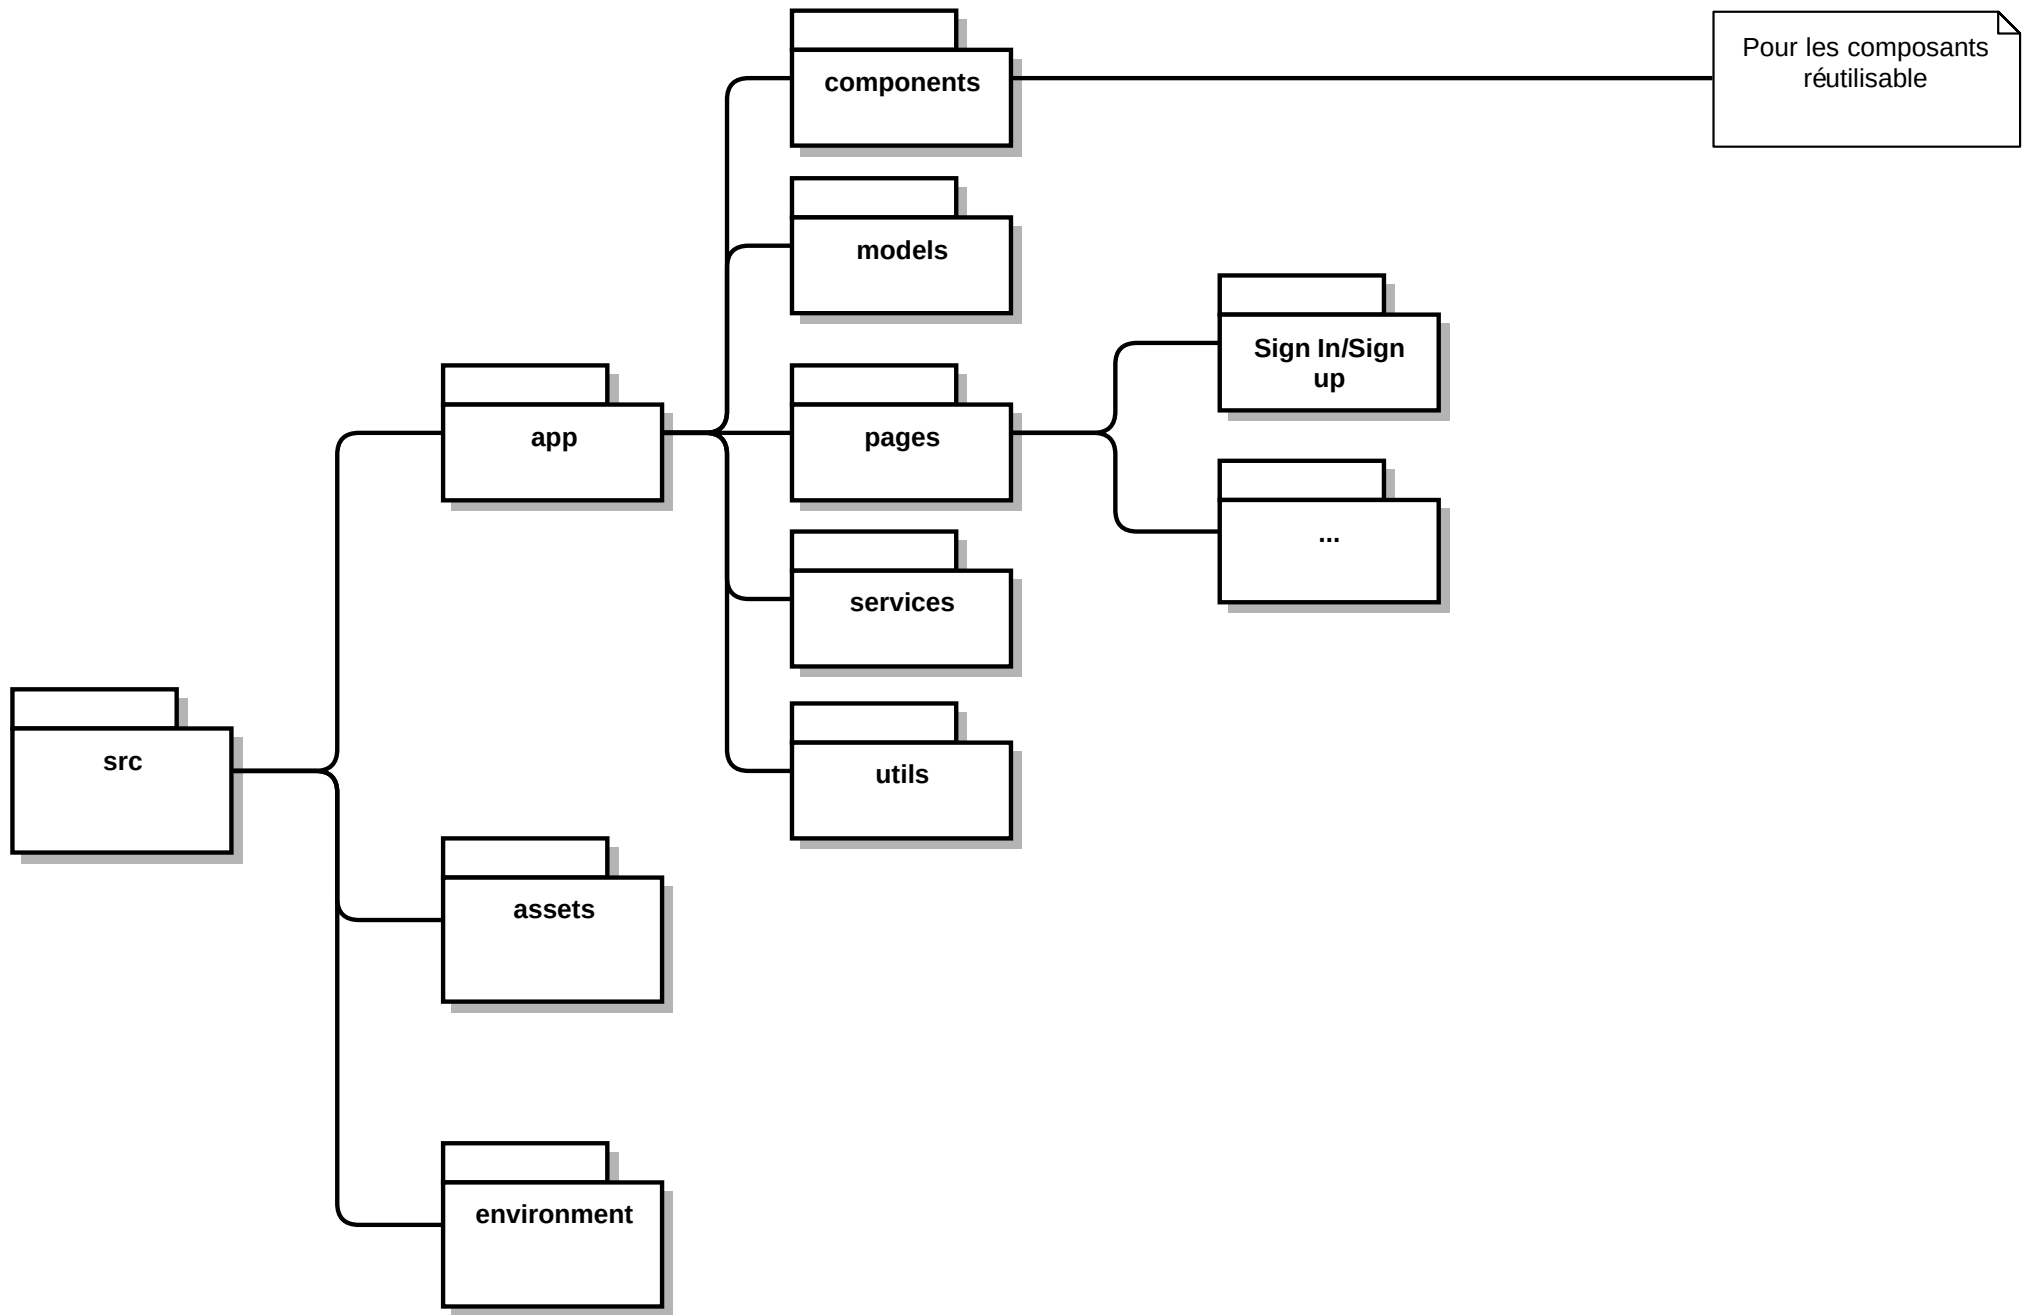 components
Pour les composants
réutilisable
models
Sign In/Sign
up
app
pages
...
services
src
utils
assets
environment